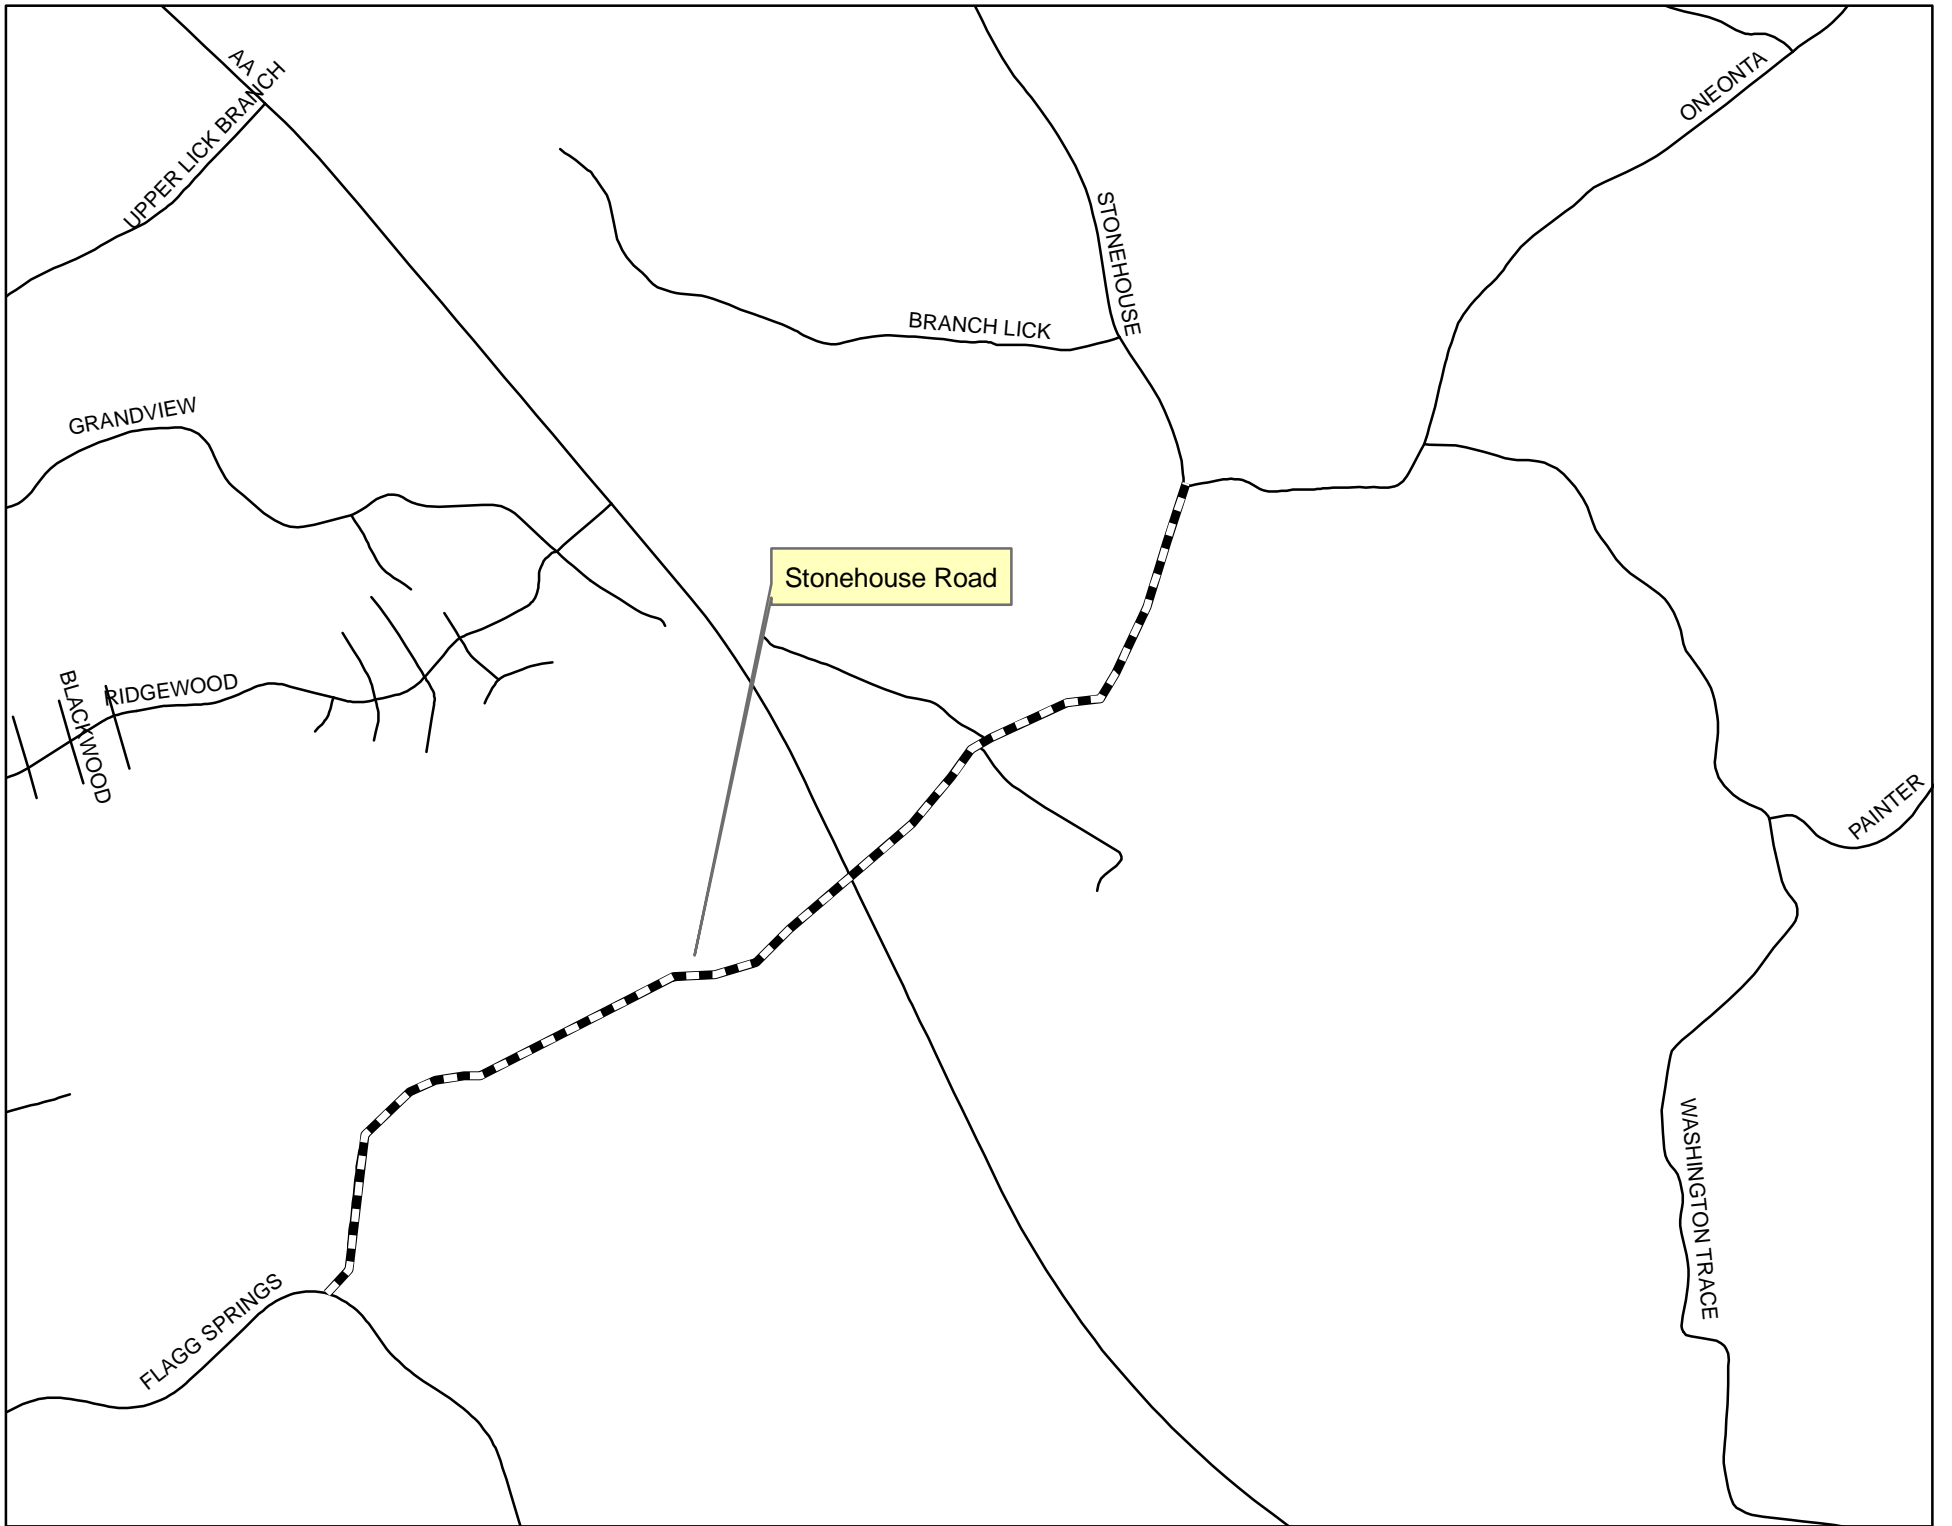 AA
UPPER LICK BRANCH
ONEONTA
STONEHOUSE
BRANCH LICK
GRANDVIEW
Stonehouse Road
RIDGEWOOD
BLACKWOOD
PAINTER
WASHINGTON TRACE
FLAGG SPRINGS